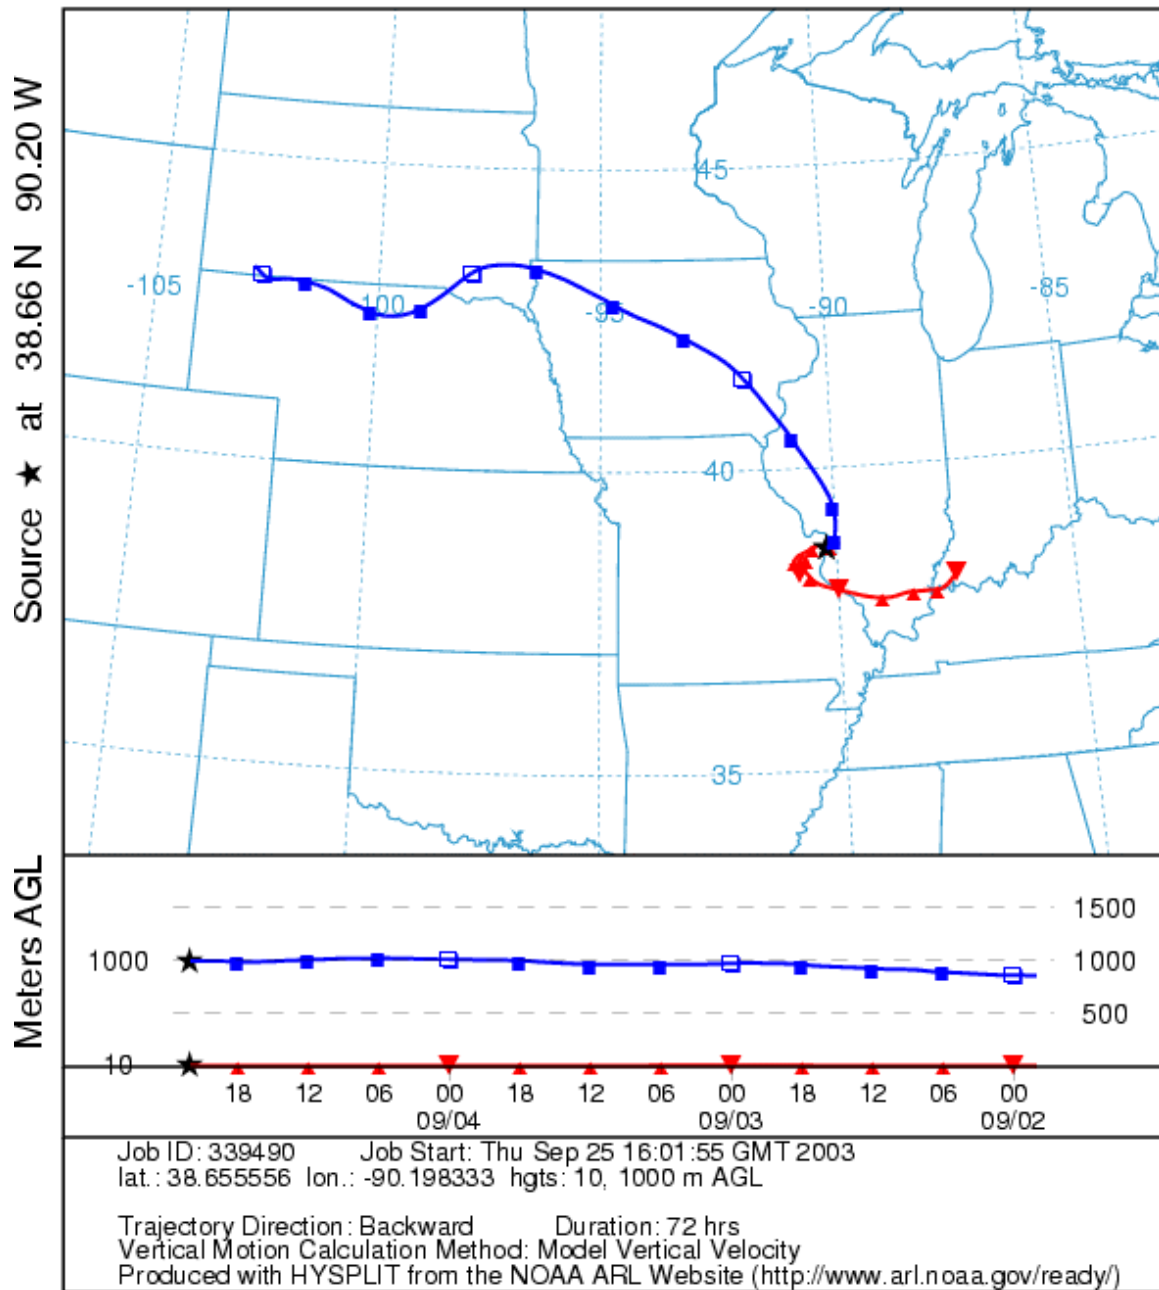 Source ★ at 38.66 N 90.20 W
45
-105
-100
-95
-90
-85
40
35
Meters AGL
1500
1000 1000
500
10
18 12 06 00 18 12 06 00 18 12 06 00
09/04 09/03 09/02
Job ID: 339490 Job Start: Thu Sep 25 16:01:55 GMT 2003
lat.: 38.655556 lon.: -90.198333 hgts: 10, 1000 m AGL
Trajectory Direction: Backward Duration: 72 hrs
Vertical Motion Calculation Method: Model Vertical Velocity
Produced with HYSPLIT from the NOAA ARL Website (http://www.arl.noaa.gov/ready/)